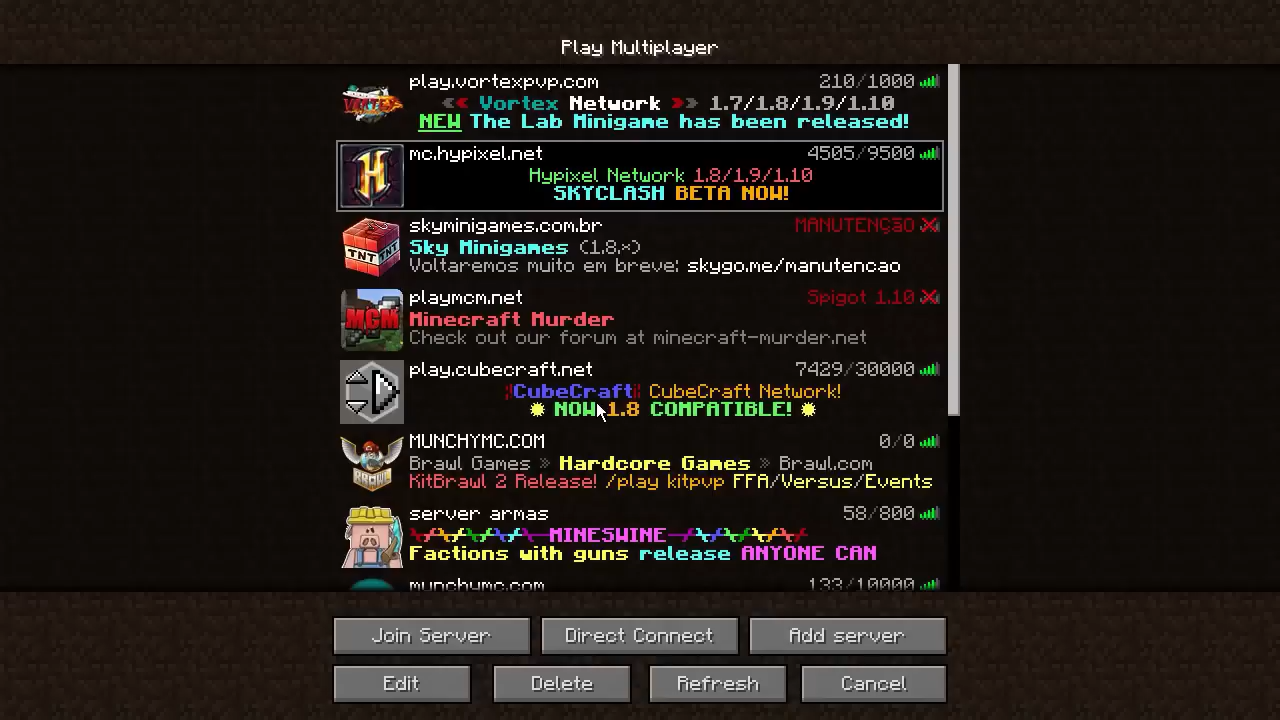 Play Multiplayer
play.vortexpvp.com 210/1000
«« Vortex Network »» 1.7/1.8/1.9/1.10
NEW The Lab Minigame has been released!
mc.hypixel.net 4505/9500
Hypixel Network 1.8/1.9/1.10
SKYCLASH BETA NOW!
skyminigames.com.br MANUTENÇãO
Sky Minigames (1.8.×)
Voltaremos muito em breve: skygo.me/manutencao
TNT
playmcm.net Spigot 1.10
Minecraft Murder
MCM
Check out our forum at minecraft-murder.net
play.cubecraft.net 7429/30000
CubeCraft CubeCraft Network!
NOW 1.8 COMPATIBLE!
MUNCHYMC.COM 0/0
Brawl Games » Hardcore Games » Brawl.com
BRAWL
KitBrawl 2 Release! /play kitpvp FFA/Versus/Events
server armas 58/800
MINESWINE
Factions with guns release ANYONE CAN
munchymc.com 133/10000
Join Server Direct Connect Add server
Edit Delete Refresh Cancel